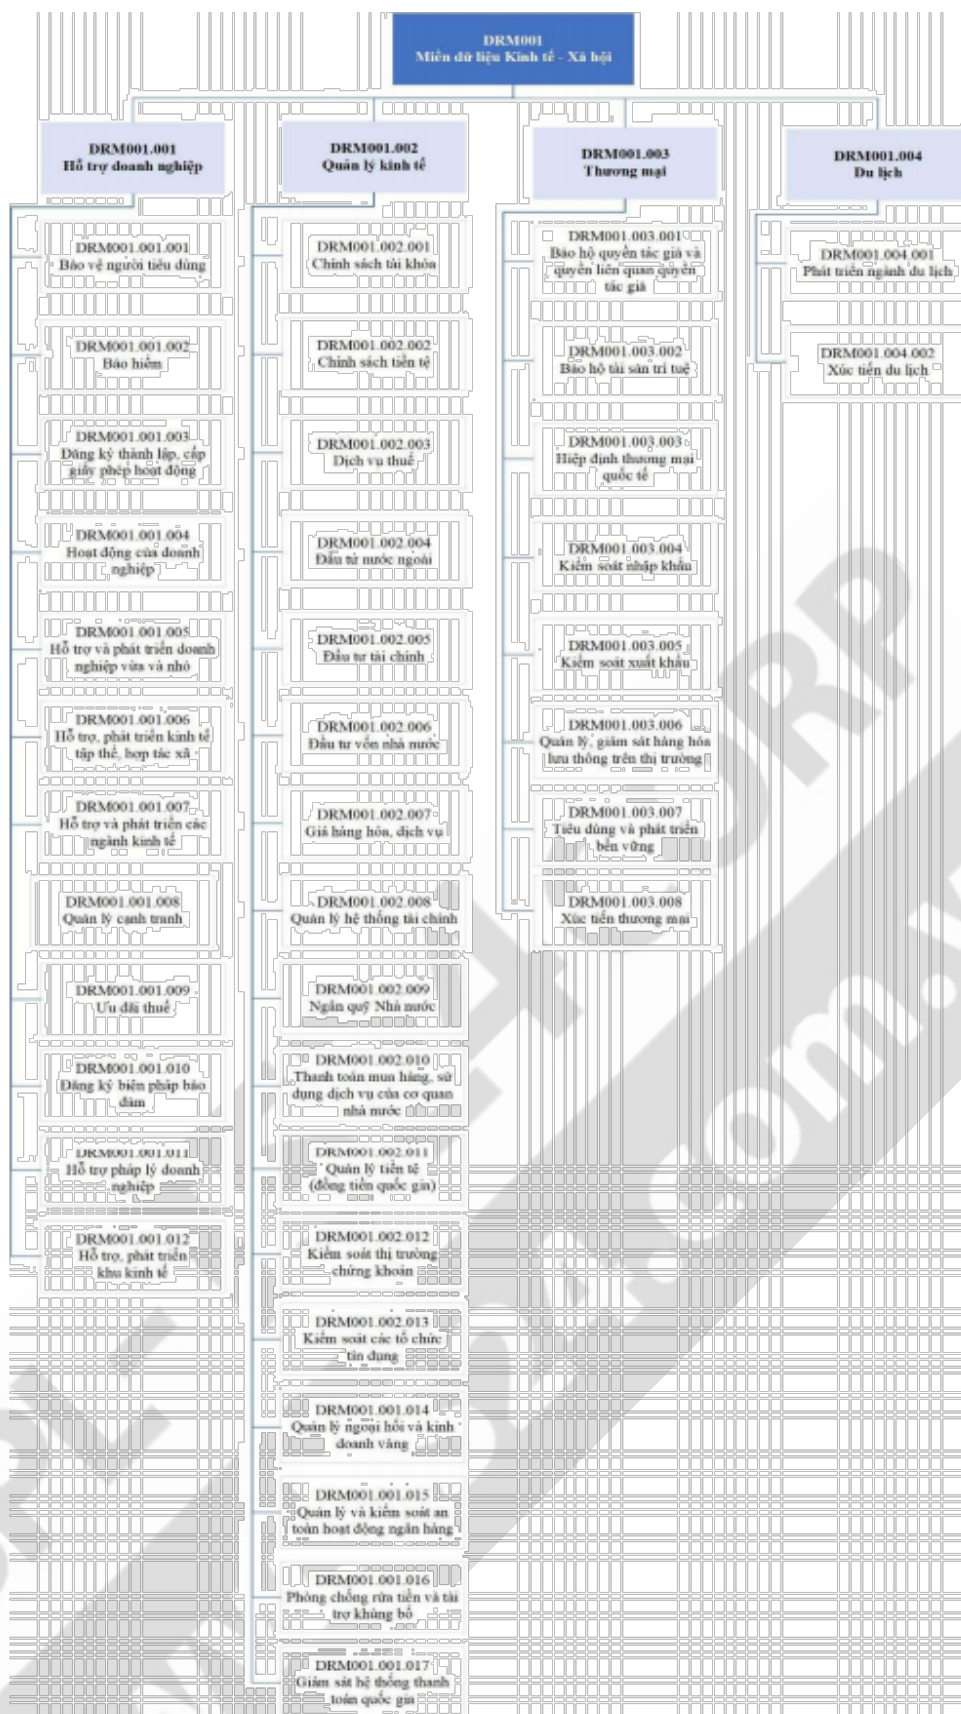 DRM001
Miền dữ liệu Kinh tế - Xã hội
DRM001.001
Hỗ trợ doanh nghiệp
DRM001.001.001
Bảo vệ người tiêu dùng
DRM001.001.002
Bảo hiểm
DRM001.001.003
Đăng ký thành lập, cấp
giấy phép hoạt động
DRM001.001.004
Hoạt động của doanh
nghiệp
DRM001.001.005
Hỗ trợ và phát triển doanh
nghiệp vừa và nhỏ
DRM001.001.006
Hỗ trợ, phát triển kinh tế
tập thể, hợp tác xã
DRM001.001.007
Hỗ trợ và phát triển các
ngành kinh tế
DRM001.001.008
Quản lý cạnh tranh
DRM001.001.009
Ưu đãi thuế
DRM001.001.010
Đăng ký biện pháp bảo
đảm
DRM001.001.011
Hỗ trợ pháp lý doanh
nghiệp
DRM001.001.012
Hỗ trợ, phát triển
khu kinh tế
DRM001.002
Quản lý kinh tế
DRM001.002.001
Chính sách tài khóa
DRM001.002.002
Chính sách tiền tệ
DRM001.002.003
Dịch vụ thuế
DRM001.002.004
Đầu tư nước ngoài
DRM001.002.005
Đầu tư tài chính
DRM001.002.006
Đầu tư vốn nhà nước
DRM001.002.007
Giá hàng hóa, dịch vụ
DRM001.002.008
Quản lý hệ thống tài chính
DRM001.002.009
Ngân quỹ Nhà nước
DRM001.002.010
Thanh toán mua hàng, sử
dụng dịch vụ của cơ quan
nhà nước
DRM001.002.011
Quản lý tiền tệ
(đồng tiền quốc gia)
DRM001.002.012
Kiểm soát thị trường
chứng khoán
DRM001.002.013
Kiểm soát các tổ chức
tín dụng
DRM001.001.014
Quản lý ngoại hối và kinh
doanh vàng
DRM001.001.015
Quản lý và kiểm soát an
toàn hoạt động ngân hàng
DRM001.001.016
Phòng chống rửa tiền và tài
trợ khủng bố
DRM001.001.017
Giám sát hệ thống thanh
toán quốc gia
DRM001.003
Thương mại
DRM001.003.001
Bảo hộ quyền tác giả và
quyền liên quan quyền
tác giả
DRM001.003.002
Bảo hộ tài sản trí tuệ
DRM001.003.003
Hiệp định thương mại
quốc tế
DRM001.003.004
Kiểm soát nhập khẩu
DRM001.003.005
Kiểm soát xuất khẩu
DRM001.003.006
Quản lý, giám sát hàng hóa
lưu thông trên thị trường
DRM001.003.007
Tiêu dùng và phát triển
bền vững
DRM001.003.008
Xúc tiến thương mại
DRM001.004
Du lịch
DRM001.004.001
Phát triển ngành du lịch
DRM001.004.002
Xúc tiến du lịch